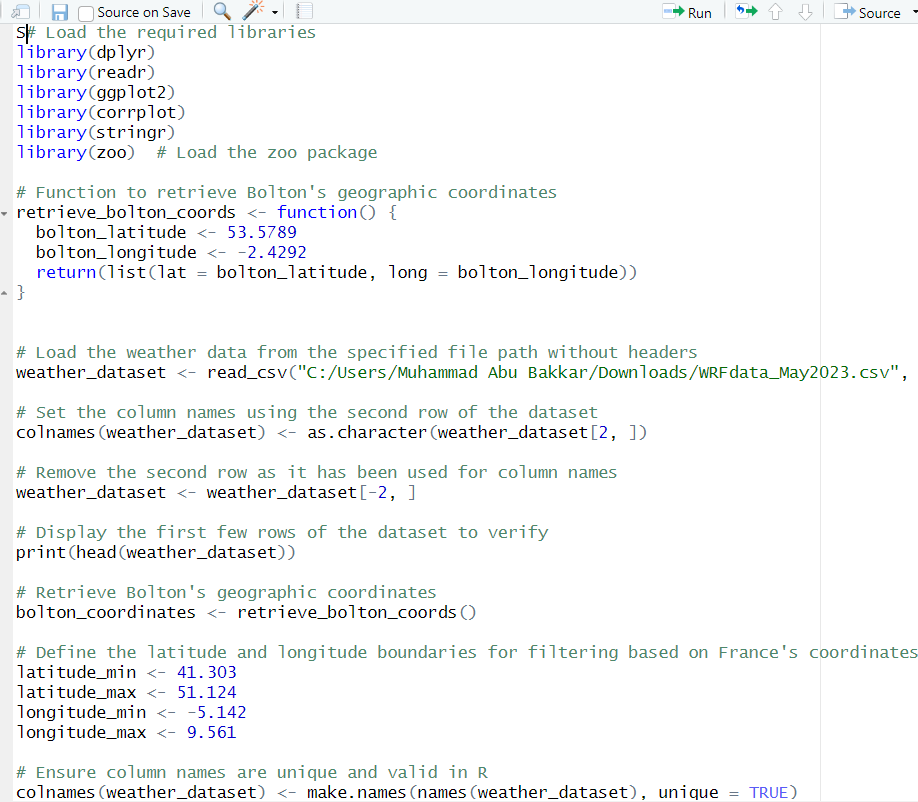 Source on Save Run Source
S# Load the required libraries
library(dplyr)
library(readr)
library(ggplot2)
library(corrplot)
library(stringr)
library(zoo)  # Load the zoo package
# Function to retrieve Bolton's geographic coordinates
retrieve_bolton_coords <- function() {
  bolton_latitude <- 53.5789
  bolton_longitude <- -2.4292
  return(list(lat = bolton_latitude, long = bolton_longitude))
}
# Load the weather data from the specified file path without headers
weather_dataset <- read_csv("C:/Users/Muhammad Abu Bakkar/Downloads/WRFdata_May2023.csv",
# Set the column names using the second row of the dataset
colnames(weather_dataset) <- as.character(weather_dataset[2, ])
# Remove the second row as it has been used for column names
weather_dataset <- weather_dataset[-2, ]
# Display the first few rows of the dataset to verify
print(head(weather_dataset))
# Retrieve Bolton's geographic coordinates
bolton_coordinates <- retrieve_bolton_coords()
# Define the latitude and longitude boundaries for filtering based on France's coordinates
latitude_min <- 41.303
latitude_max <- 51.124
longitude_min <- -5.142
longitude_max <- 9.561
# Ensure column names are unique and valid in R
colnames(weather_dataset) <- make.names(names(weather_dataset), unique = TRUE)